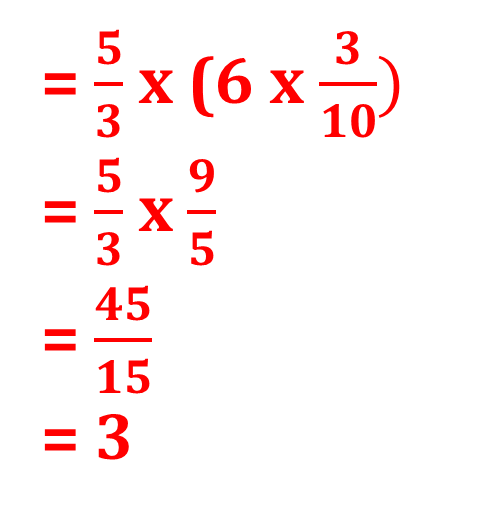 = 5/3 x (6 x 3/10)
= 5/3 x 9/5
= 45/15
= 3